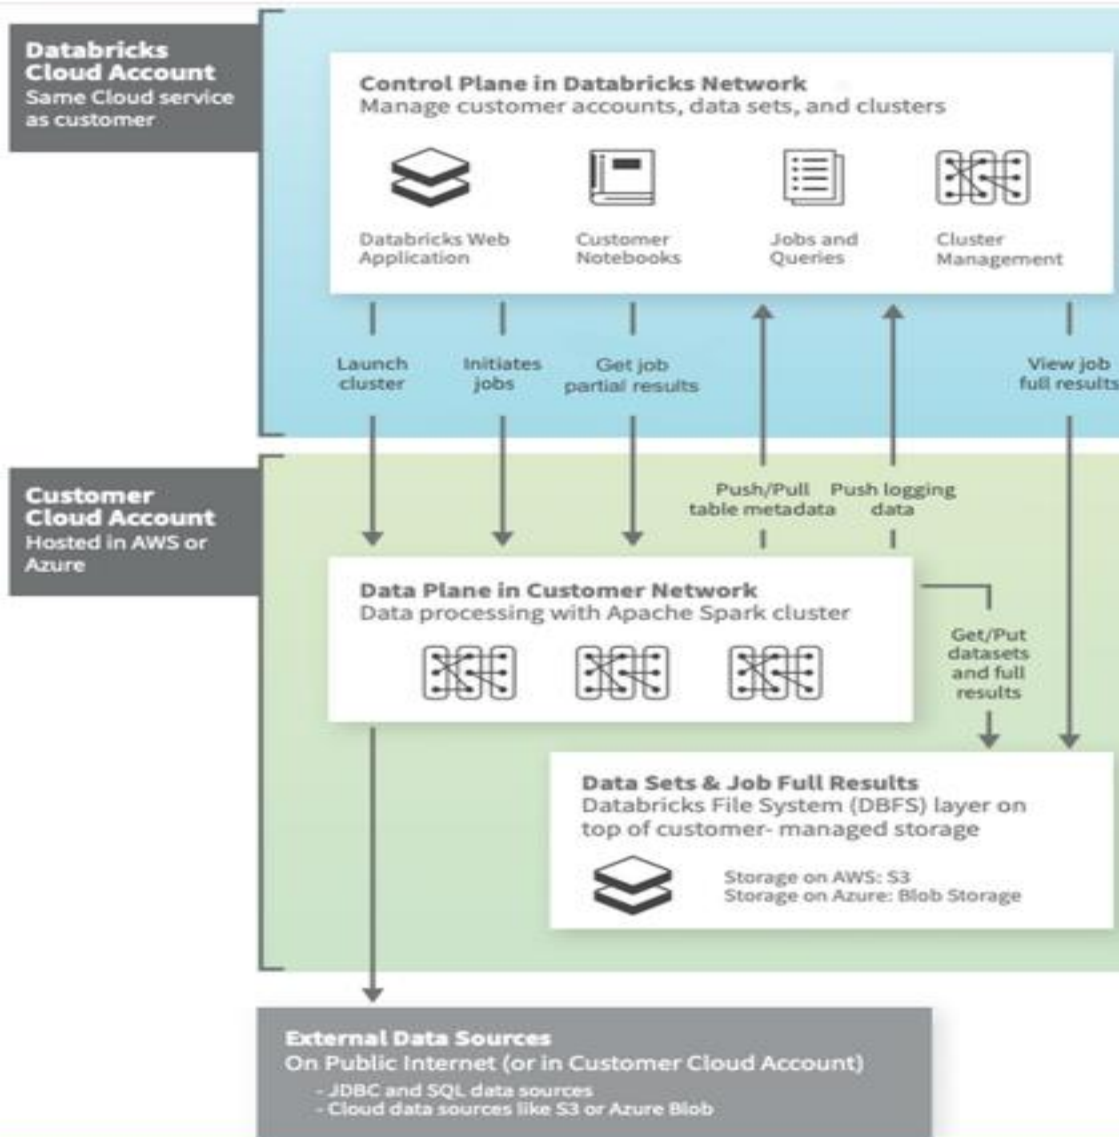 Databricks
Cloud Account
Same Cloud service
as customer
Control Plane in Databricks Network
Manage customer accounts, data sets, and clusters
Databricks Web
Application
Customer
Notebooks
Jobs and
Queries
Cluster
Management
Launch
cluster
Initiates
jobs
Get job
partial results
View job
full results
Customer
Cloud Account
Hosted in AWS or
Azure
Push/Pull
table metadata
Push logging
data
Data Plane in Customer Network
Data processing with Apache Spark cluster
Get/Put
datasets
and full
results
Data Sets & Job Full Results
Databricks File System (DBFS) layer on
top of customer- managed storage
Storage on AWS: S3
Storage on Azure: Blob Storage
External Data Sources
On Public Internet (or in Customer Cloud Account)
- JDBC and SQL data sources
- Cloud data sources like S3 or Azure Blob